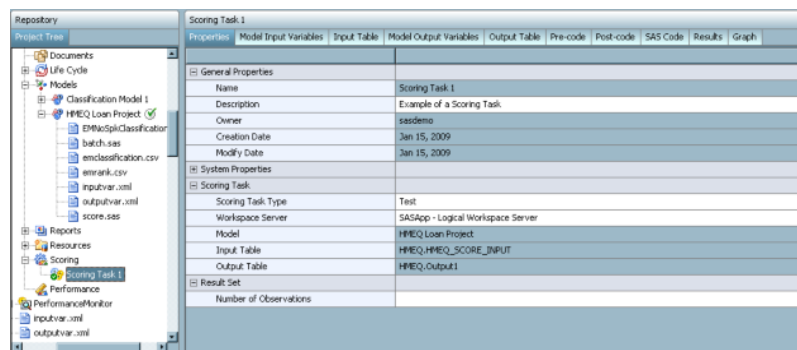 Repository
Project Tree
Documents
Life Cycle
Models
Classification Model 1
HMEQ Loan Project
EMNoSpkClassification
batch.sas
emclassification.csv
emrank.csv
inputvar.xml
outputvar.xml
score.sas
Reports
Resources
Scoring
Scoring Task 1
Performance
PerformanceMonitor
inputvar.xml
outputvar.xml
Scoring Task 1
Properties Model Input Variables Input Table Model Output Variables Output Table Pre-code Post-code SAS Code Results Graph
General Properties
Name Scoring Task 1
Description Example of a Scoring Task
Owner sasdemo
Creation Date Jan 15, 2009
Modify Date Jan 15, 2009
System Properties
Scoring Task
Scoring Task Type Test
Workspace Server SASApp - Logical Workspace Server
Model HMEQ Loan Project
Input Table HMEQ.HMEQ_SCORE_INPUT
Output Table HMEQ.Output1
Result Set
Number of Observations